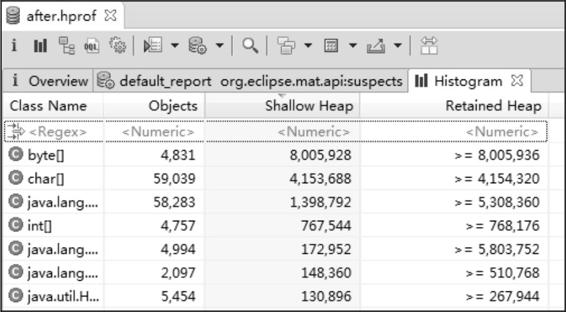 after.hprof
i OQL
i Overview default_report org.eclipse.mat.api:suspects Histogram
Class Name Objects Shallow Heap Retained Heap
<Regex> <Numeric> <Numeric> <Numeric>
byte[] 4,831 8,005,928 >= 8,005,936
char[] 59,039 4,153,688 >= 4,154,320
java.lang.... 58,283 1,398,792 >= 5,308,360
int[] 4,757 767,544 >= 768,176
java.lang.... 4,994 172,952 >= 5,803,752
java.lang.... 2,097 148,360 >= 510,768
java.util.H... 5,454 130,896 >= 267,944